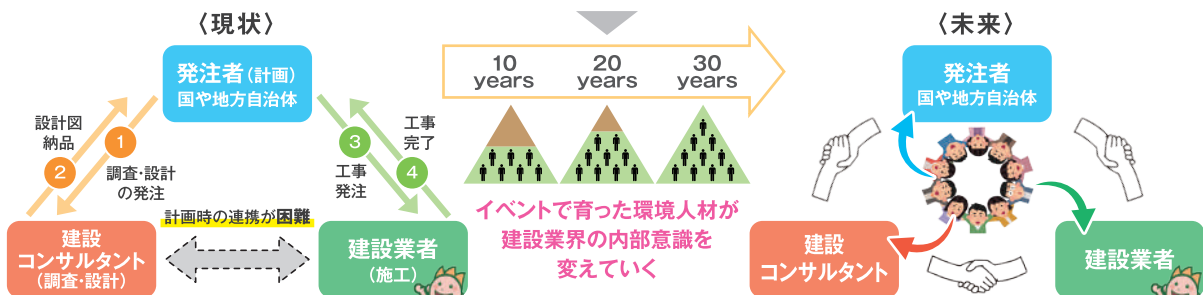 〈現状〉
発注者(計画)
国や地方自治体
設計図
納品
2
1
調査・設計
の発注
3
工事
発注
工事
完了
4
計画時の連携が困難
建設
コンサルタント
(調査・設計)
建設業者
(施工)
10
years
20
years
30
years
イベントで育った環境人材が
建設業界の内部意識を
変えていく
〈未来〉
発注者
国や地方自治体
建設
コンサルタント
建設業者